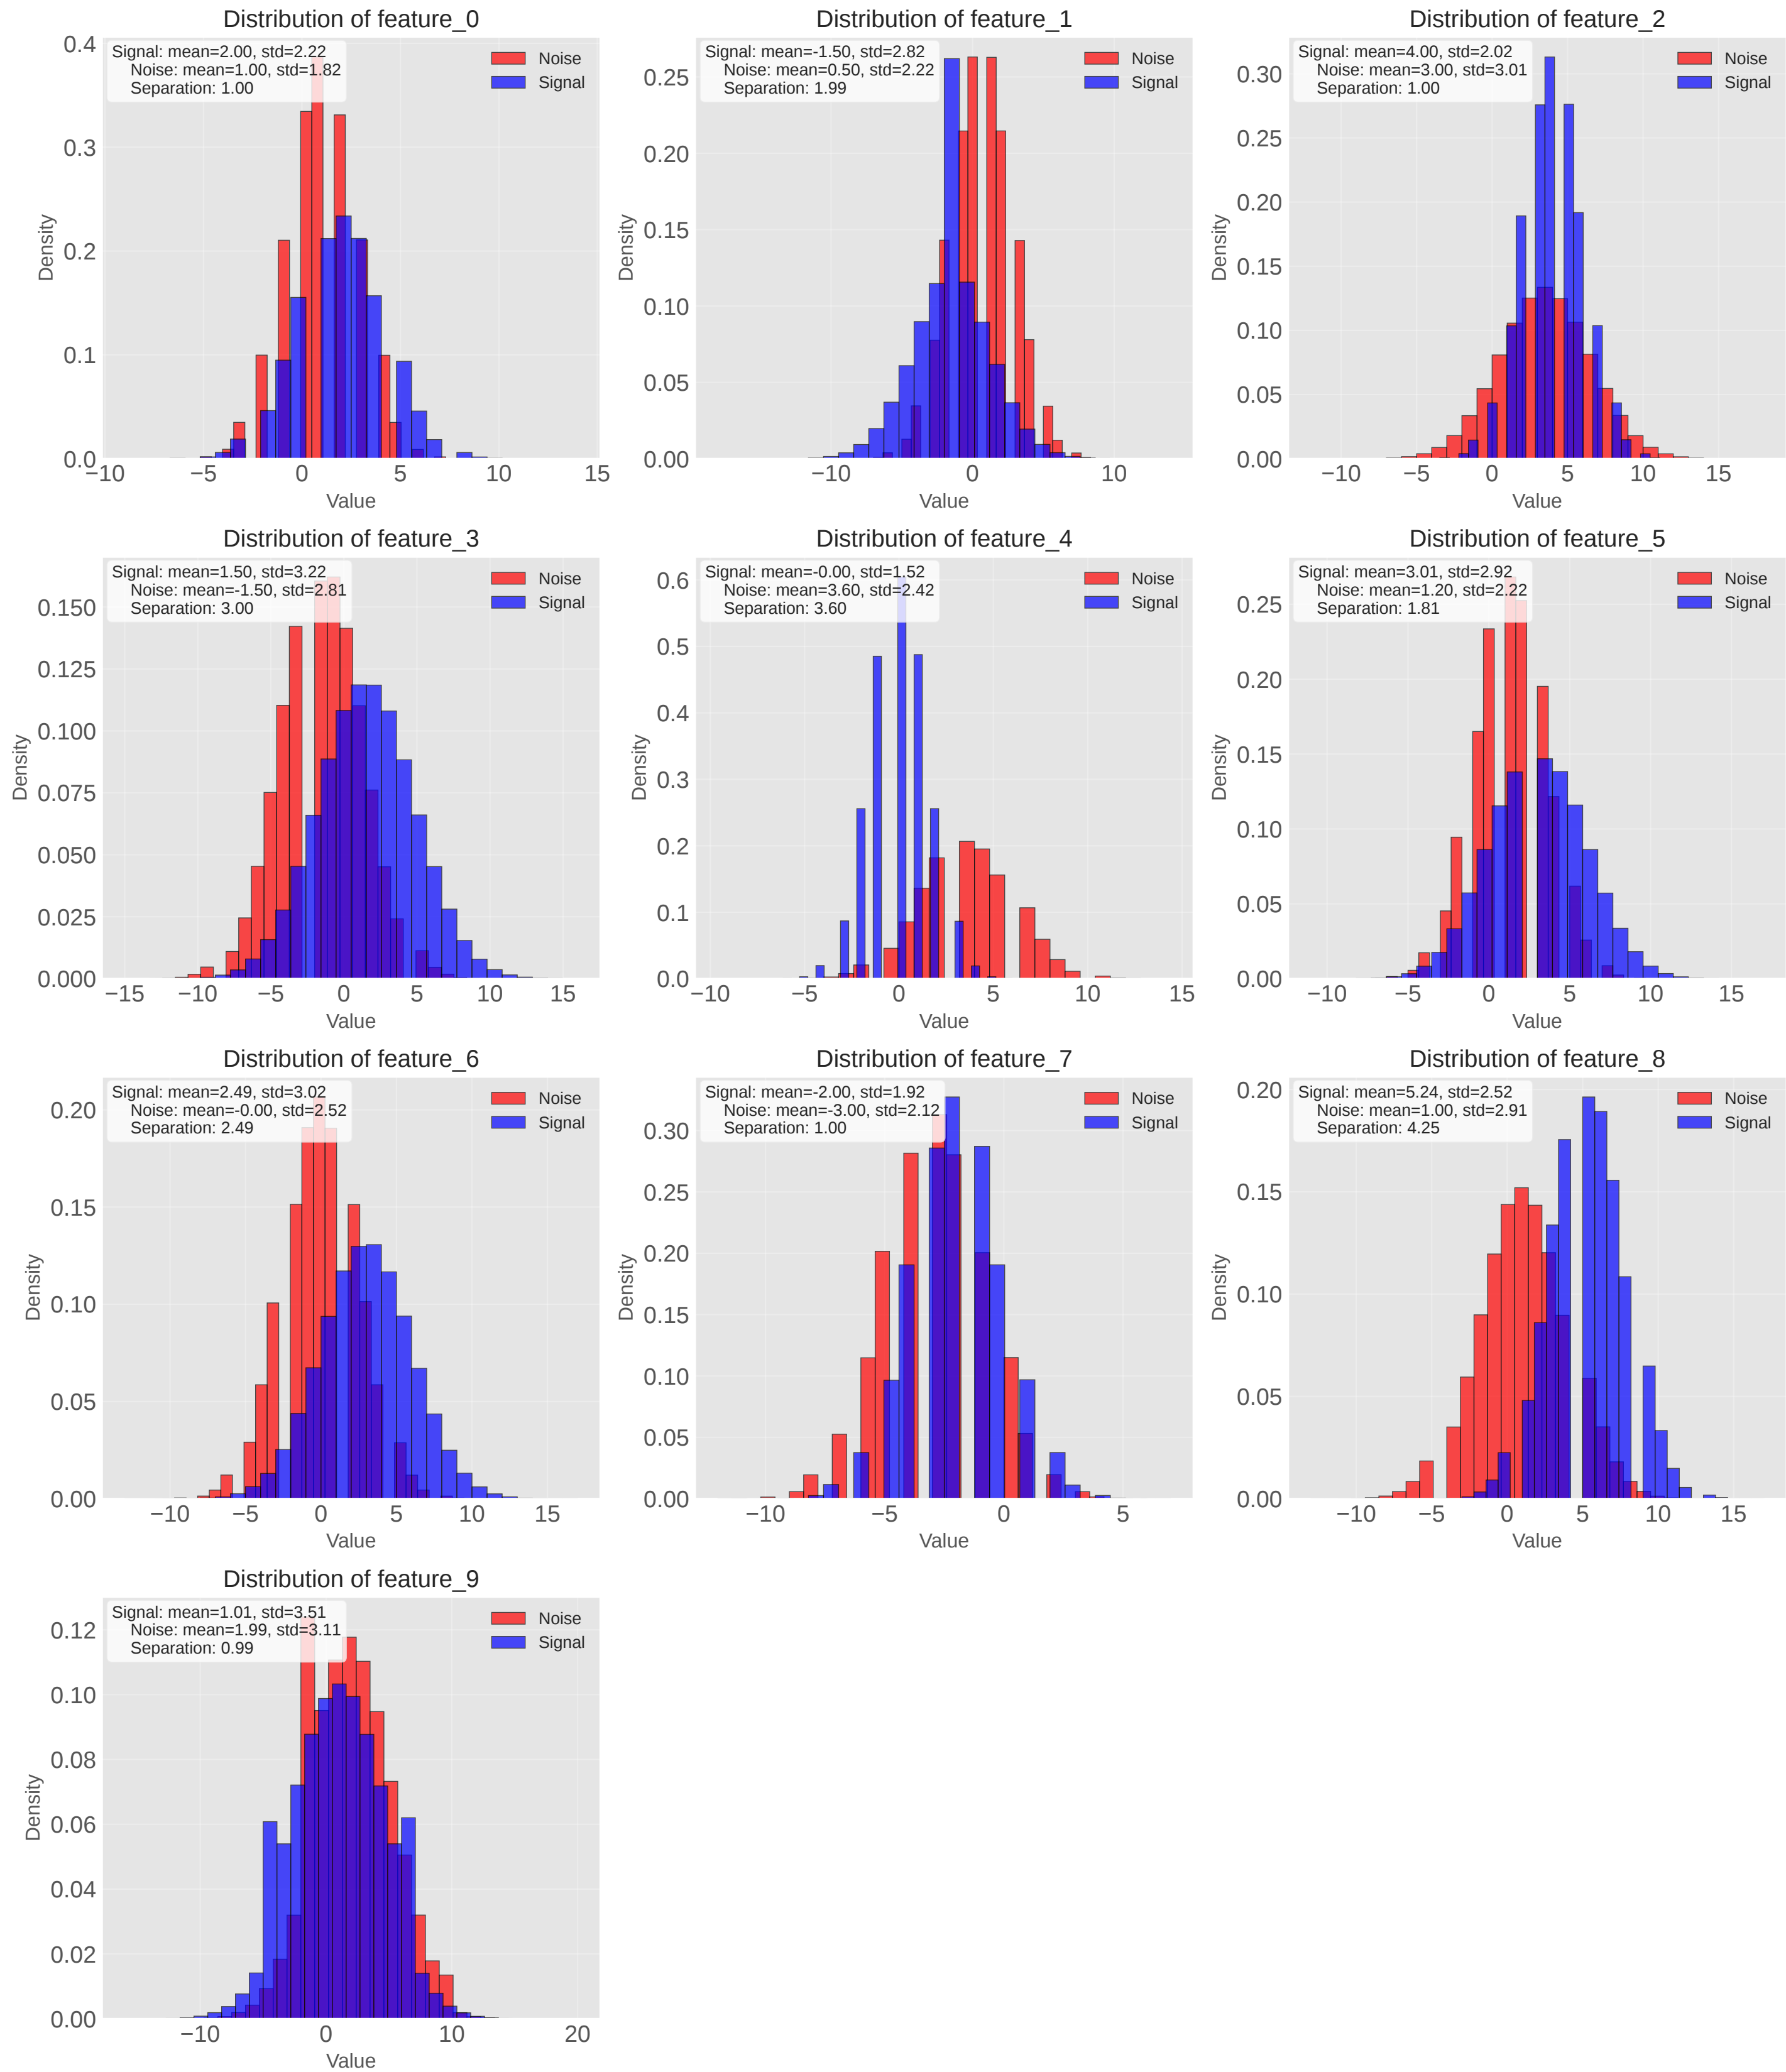 Distribution of feature_0
Signal: mean=2.00, std=2.22
Noise: mean=1.00, std=1.82
Separation: 1.00
Noise
Signal
0.4
0.3
0.2
0.1
0.0
Density
−10 −5 0 5 10 15
Value
Distribution of feature_1
Signal: mean=-1.50, std=2.82
Noise: mean=0.50, std=2.22
Separation: 1.99
Noise
Signal
0.25
0.20
0.15
0.10
0.05
0.00
Density
−10 0 10
Value
Distribution of feature_2
Signal: mean=4.00, std=2.02
Noise: mean=3.00, std=3.01
Separation: 1.00
Noise
Signal
0.30
0.25
0.20
0.15
0.10
0.05
0.00
Density
−10 −5 0 5 10 15
Value
Distribution of feature_3
Signal: mean=1.50, std=3.22
Noise: mean=-1.50, std=2.81
Separation: 3.00
Noise
Signal
0.150
0.125
0.100
0.075
0.050
0.025
0.000
Density
−15 −10 −5 0 5 10 15
Value
Distribution of feature_4
Signal: mean=-0.00, std=1.52
Noise: mean=3.60, std=2.42
Separation: 3.60
Noise
Signal
0.6
0.5
0.4
0.3
0.2
0.1
0.0
Density
−10 −5 0 5 10 15
Value
Distribution of feature_5
Signal: mean=3.01, std=2.92
Noise: mean=1.20, std=2.22
Separation: 1.81
Noise
Signal
0.25
0.20
0.15
0.10
0.05
0.00
Density
−10 −5 0 5 10 15
Value
Distribution of feature_6
Signal: mean=2.49, std=3.02
Noise: mean=-0.00, std=2.52
Separation: 2.49
Noise
Signal
0.20
0.15
0.10
0.05
0.00
Density
−10 −5 0 5 10 15
Value
Distribution of feature_7
Signal: mean=-2.00, std=1.92
Noise: mean=-3.00, std=2.12
Separation: 1.00
Noise
Signal
0.30
0.25
0.20
0.15
0.10
0.05
0.00
Density
−10 −5 0 5
Value
Distribution of feature_8
Signal: mean=5.24, std=2.52
Noise: mean=1.00, std=2.91
Separation: 4.25
Noise
Signal
0.20
0.15
0.10
0.05
0.00
Density
−10 −5 0 5 10 15
Value
Distribution of feature_9
Signal: mean=1.01, std=3.51
Noise: mean=1.99, std=3.11
Separation: 0.99
Noise
Signal
0.12
0.10
0.08
0.06
0.04
0.02
0.00
Density
−10 0 10 20
Value